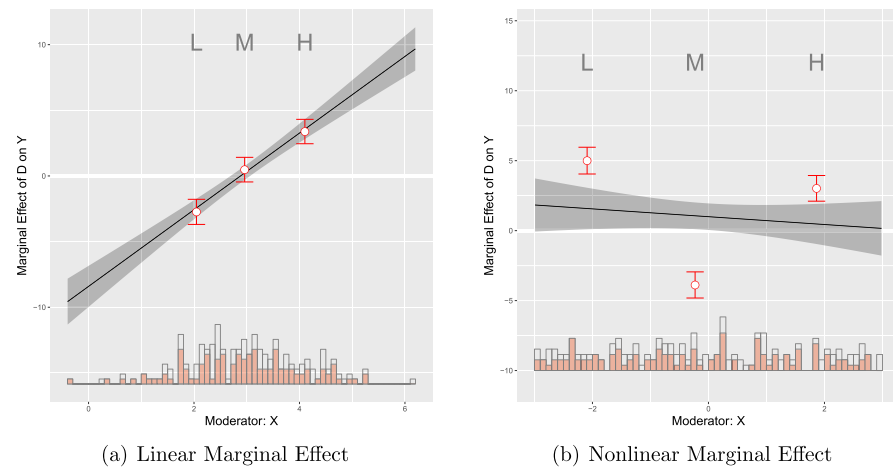 L M H
10
0
−10
Marginal Effect of D on Y
0 2 4 6
Moderator: X
(a) Linear Marginal Effect
L M H
15
10
5
0
−5
−10
Marginal Effect of D on Y
−2 0 2
Moderator: X
(b) Nonlinear Marginal Effect